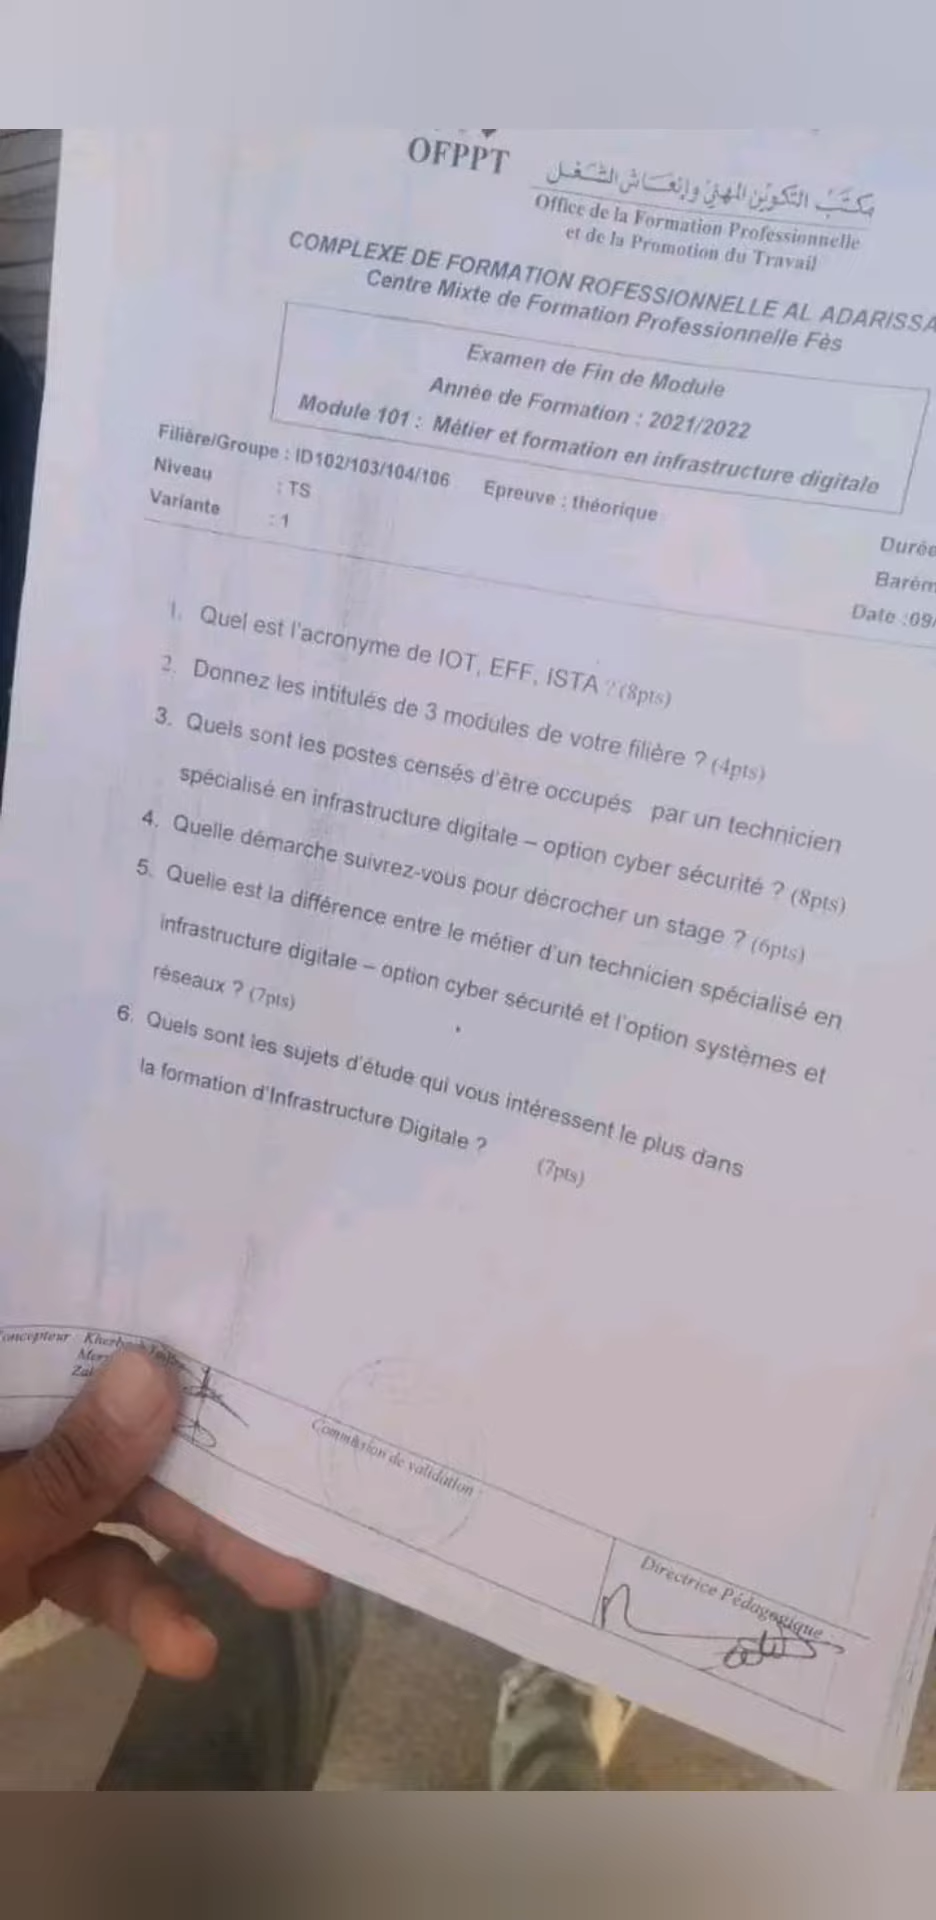 OFPPT
مكتب التكوين المهني وإنعاش الشغل
Office de la Formation Professionnelle
et de la Promotion du Travail
COMPLEXE DE FORMATION ROFESSIONNELLE AL ADARISSA
Centre Mixte de Formation Professionnelle Fès
Examen de Fin de Module
Année de Formation : 2021/2022
Module 101 : Métier et formation en infrastructure digitale
Filière/Groupe : ID102/103/104/106 Epreuve : théorique
Niveau : TS
Variante : 1
Durée
Barèm
Date :09/
1. Quel est l'acronyme de IOT, EFF, ISTA ? (8pts)
2. Donnez les intitulés de 3 modules de votre filière ? (4pts)
3. Quels sont les postes censés d'être occupés par un technicien
spécialisé en infrastructure digitale – option cyber sécurité ? (8pts)
4. Quelle démarche suivrez-vous pour décrocher un stage ? (6pts)
5. Quelle est la différence entre le métier d'un technicien spécialisé en
infrastructure digitale – option cyber sécurité et l'option systèmes et
réseaux ? (7pts)
6. Quels sont les sujets d'étude qui vous intéressent le plus dans
la formation d'Infrastructure Digitale ? (7pts)
Commission de validation
Directrice Pédagogique